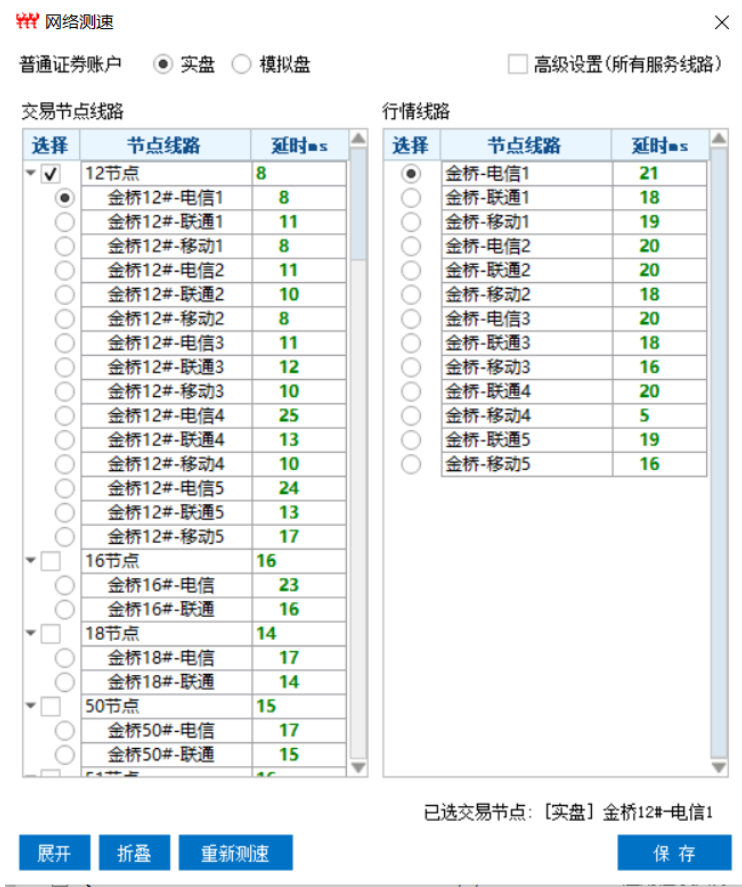 网络测速
普通证券账户 实盘 模拟盘 高级设置(所有服务线路)
交易节点线路
选择 节点线路 延时ms
12节点 8
金桥12#-电信1 8
金桥12#-联通1 11
金桥12#-移动1 8
金桥12#-电信2 11
金桥12#-联通2 10
金桥12#-移动2 8
金桥12#-电信3 11
金桥12#-联通3 12
金桥12#-移动3 10
金桥12#-电信4 25
金桥12#-联通4 13
金桥12#-移动4 10
金桥12#-电信5 24
金桥12#-联通5 13
金桥12#-移动5 17
16节点 16
金桥16#-电信 23
金桥16#-联通 16
18节点 14
金桥18#-电信 17
金桥18#-联通 14
50节点 15
金桥50#-电信 17
金桥50#-联通 15
行情线路
选择 节点线路 延时ms
金桥-电信1 21
金桥-联通1 18
金桥-移动1 19
金桥-电信2 20
金桥-联通2 20
金桥-移动2 18
金桥-电信3 20
金桥-联通3 18
金桥-移动3 16
金桥-联通4 20
金桥-移动4 5
金桥-联通5 19
金桥-移动5 16
已选交易节点: [实盘] 金桥12#-电信1
展开 折叠 重新测速 保存